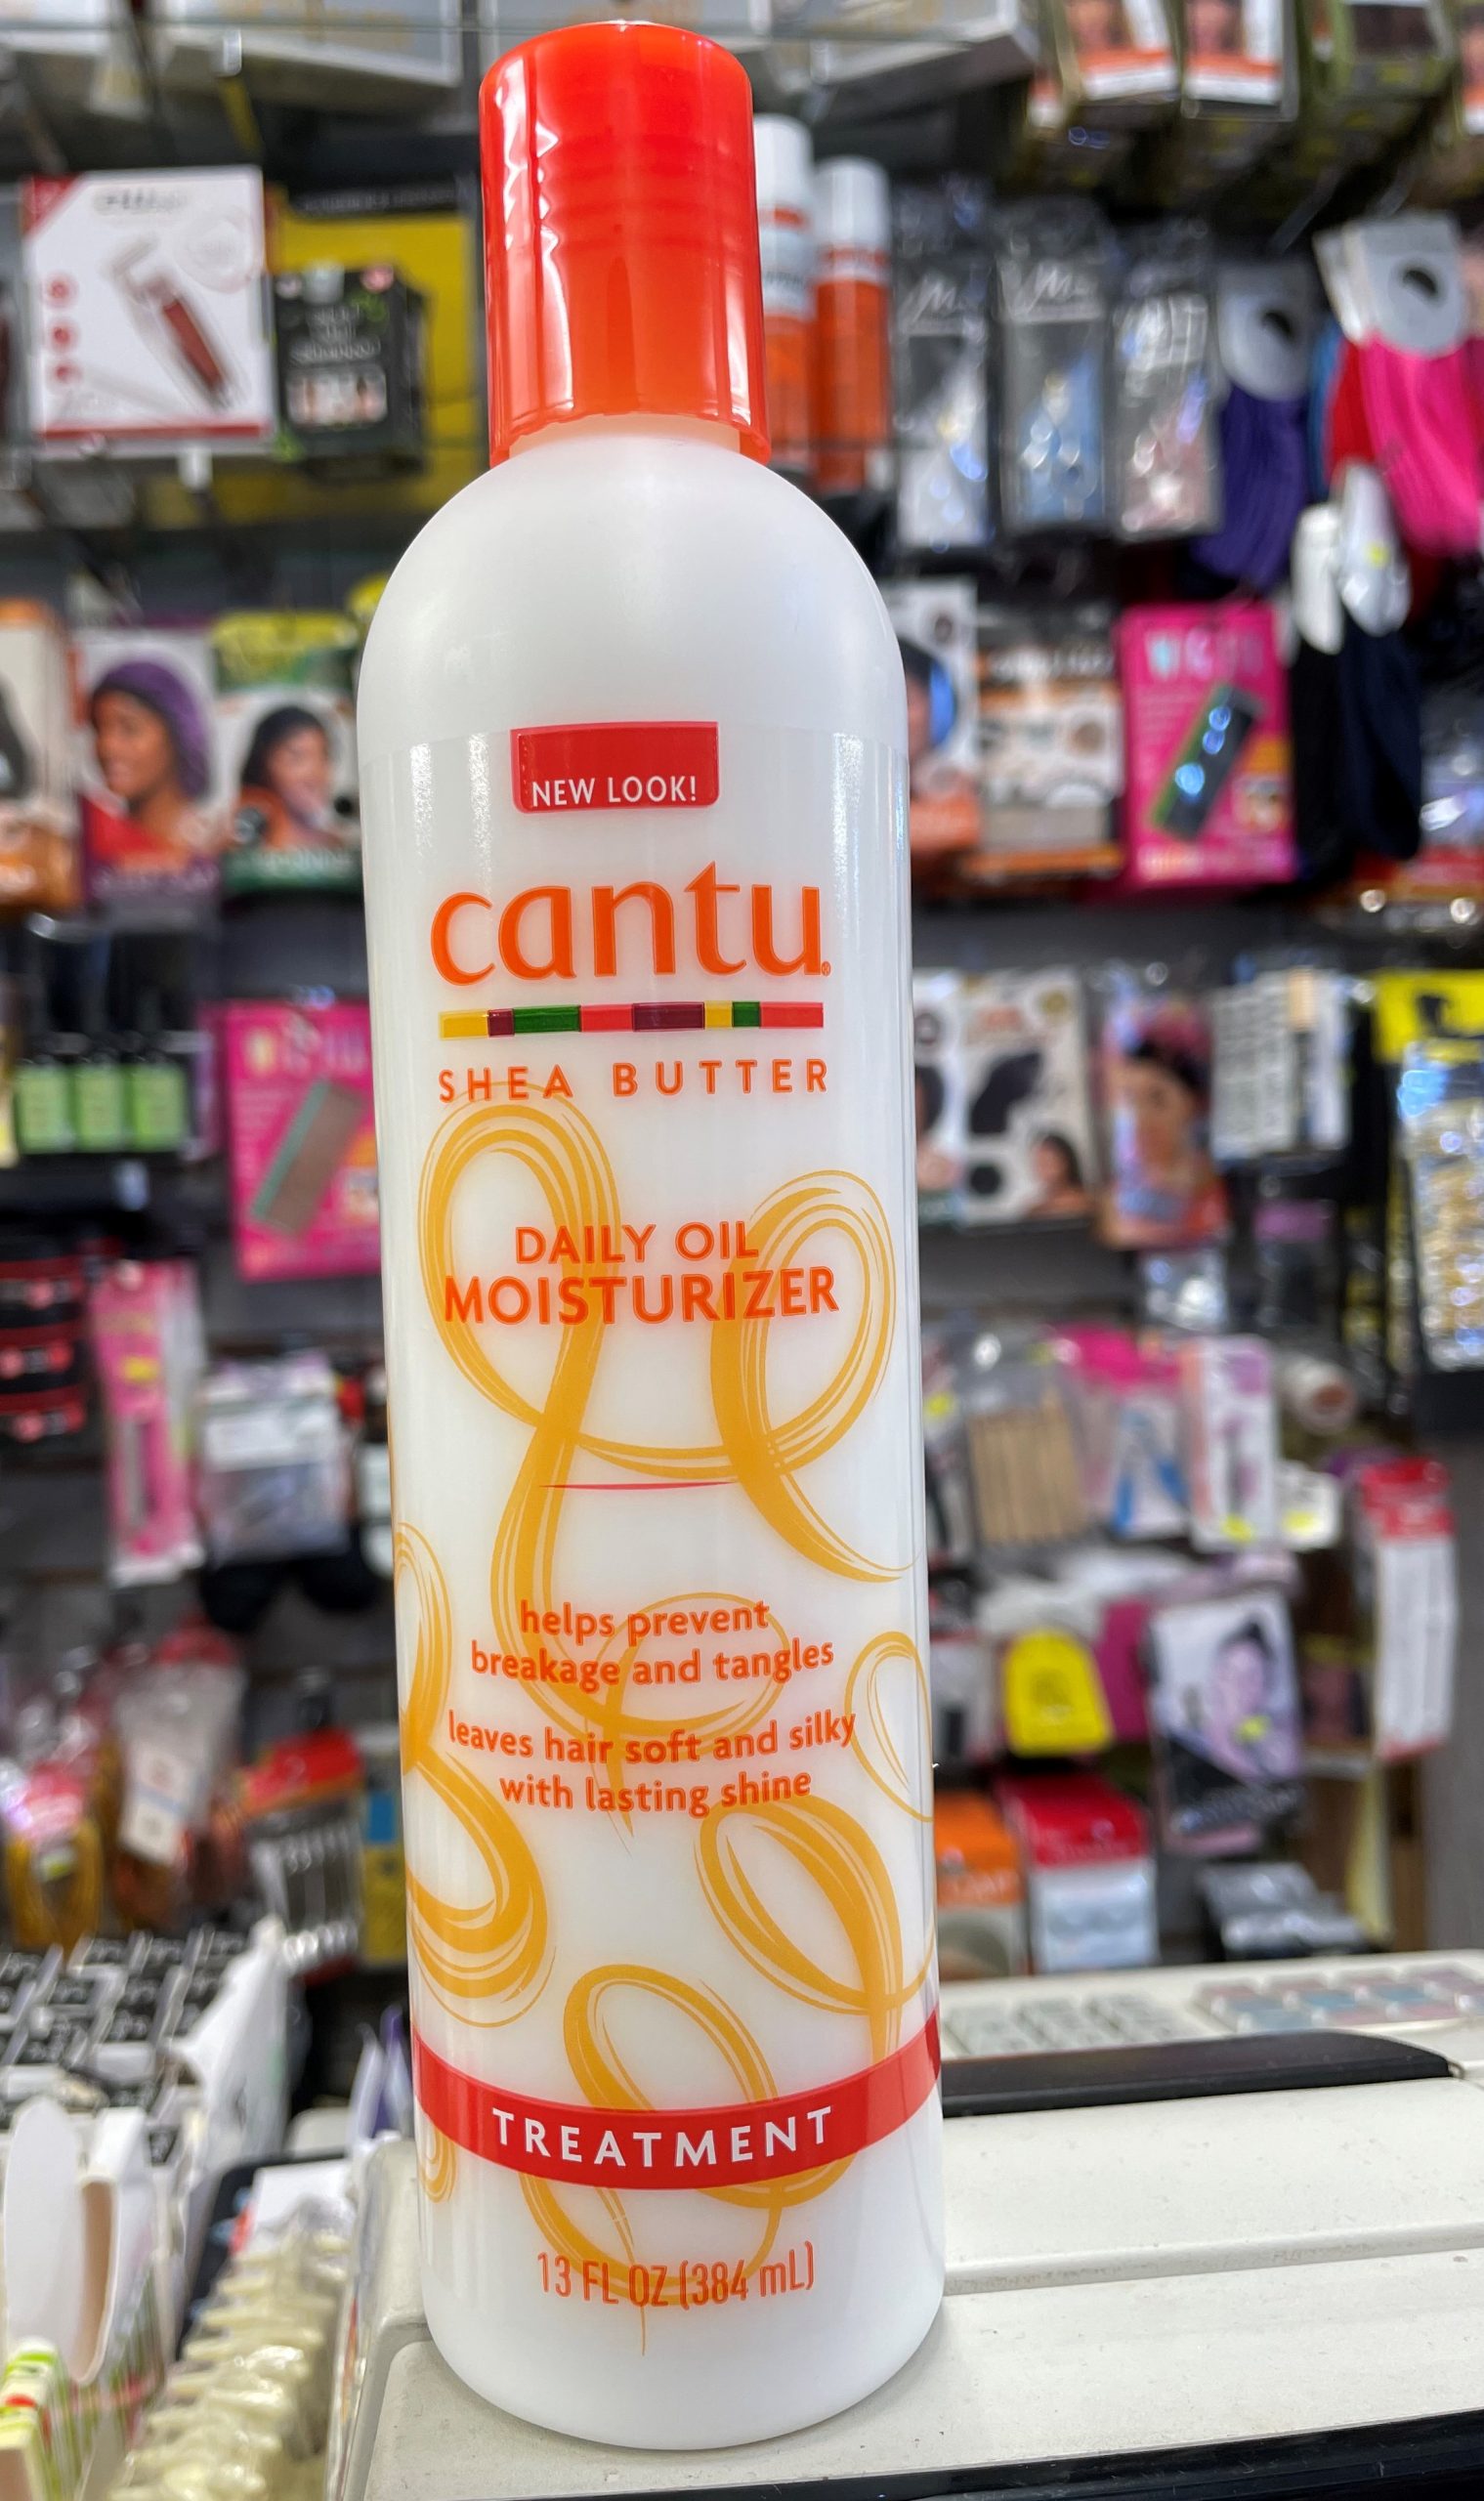 NEW LOOK!
cantu®
SHEA BUTTER
DAILY OIL
MOISTURIZER
helps prevent
breakage and tangles
leaves hair soft and silky
with lasting shine
TREATMENT
13 FL OZ (384 mL)